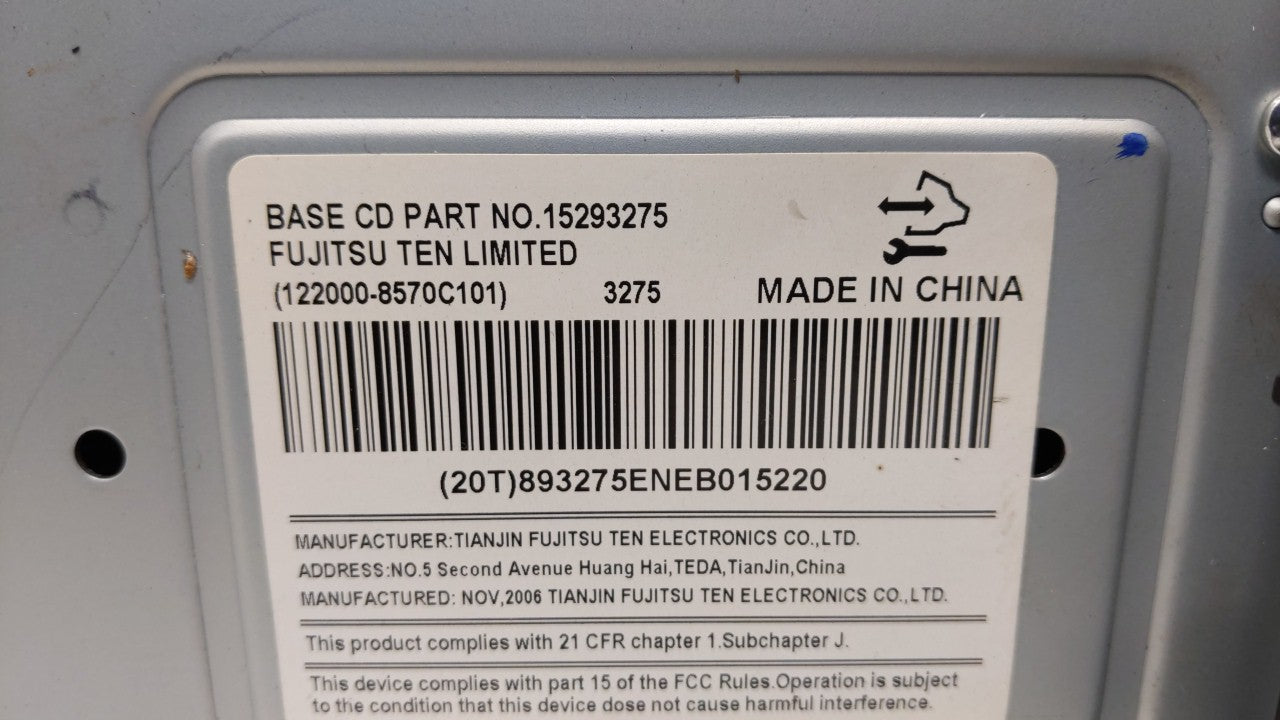 BASE CD PART NO.15293275
FUJITSU TEN LIMITED
(122000-8570C101) 3275 MADE IN CHINA
(20T)893275ENEB015220
MANUFACTURER:TIANJIN FUJITSU TEN ELECTRONICS CO.,LTD.
ADDRESS:NO.5 Second Avenue Huang Hai,TEDA,TianJin,China
MANUFACTURED: NOV,2006 TIANJIN FUJITSU TEN ELECTRONICS CO.,LTD.
This product complies with 21 CFR chapter 1.Subchapter J.
This device complies with part 15 of the FCC Rules.Operation is subject
to the condition that this device dose not cause harmful interference.